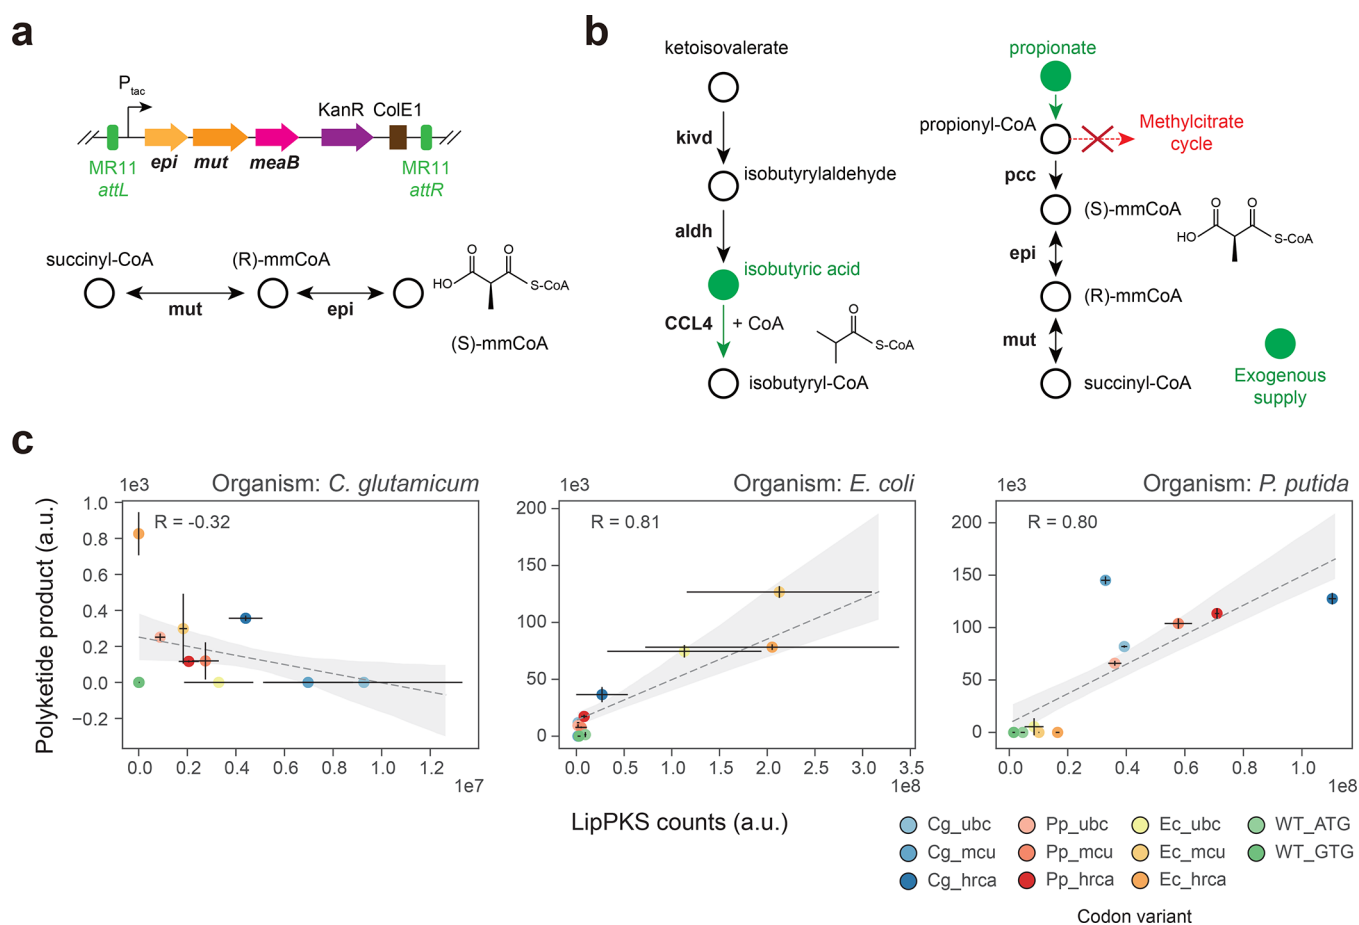 a
P tac
KanR ColE1
epi mut meaB
MR11 attL
MR11 attR
succinyl-CoA
(R)-mmCoA
mut
epi
O O
HO S-CoA
(S)-mmCoA
b
ketoisovalerate
kivd
isobutyrylaldehyde
aldh
isobutyric acid
CCL4 + CoA
O
S-CoA
isobutyryl-CoA
propionate
propionyl-CoA
Methylcitrate
cycle
pcc
(S)-mmCoA
O O
HO S-CoA
epi
(R)-mmCoA
mut
succinyl-CoA
Exogenous
supply
c
Polyketide product (a.u.)
1e3
Organism: C. glutamicum
R = -0.32
1.0
0.8
0.6
0.4
0.2
0.0
−0.2
0.0 0.2 0.4 0.6 0.8 1.0 1.2
1e7
1e3
Organism: E. coli
R = 0.81
200
150
100
50
0
0.0 0.5 1.0 1.5 2.0 2.5 3.0 3.5
1e8
1e3
Organism: P. putida
R = 0.80
200
150
100
50
0
0.0 0.2 0.4 0.6 0.8 1.0
1e8
LipPKS counts (a.u.)
Cg_ubc Pp_ubc Ec_ubc WT_ATG
Cg_mcu Pp_mcu Ec_mcu WT_GTG
Cg_hrca Pp_hrca Ec_hrca
Codon variant